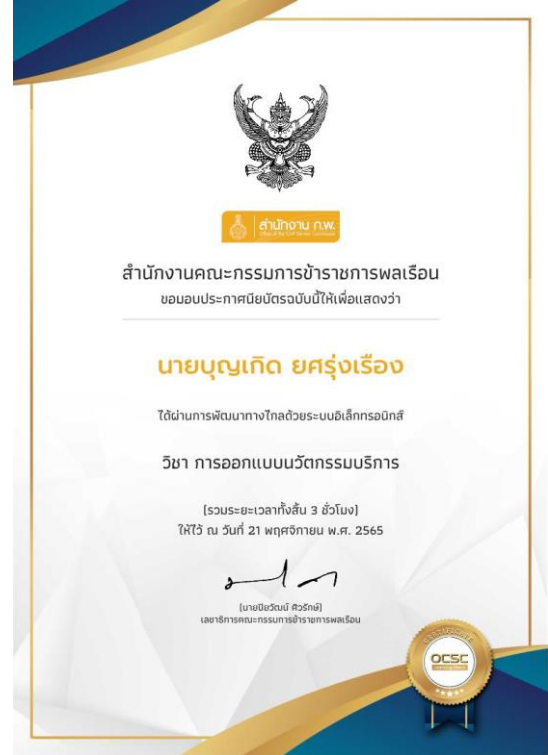 สำนักงาน ก.พ.
Office of the Civil Service Commission
สำนักงานคณะกรรมการข้าราชการพลเรือน
ขอมอบประกาศนียบัตรฉบับนี้ให้เพื่อแสดงว่า
นายบุญเกิด ยศรุ่งเรือง
ได้ผ่านการพัฒนาทางไกลด้วยระบบอิเล็กทรอนิกส์
วิชา การออกแบบนวัตกรรมบริการ
(รวมระยะเวลาทั้งสิ้น 3 ชั่วโมง)
ให้ไว้ ณ วันที่ 21 พฤศจิกายน พ.ศ. 2565
(นายปิยวัฒน์ ศิวรักษ์)
เลขาธิการคณะกรรมการข้าราชการพลเรือน
CERTIFICATE
OCSC